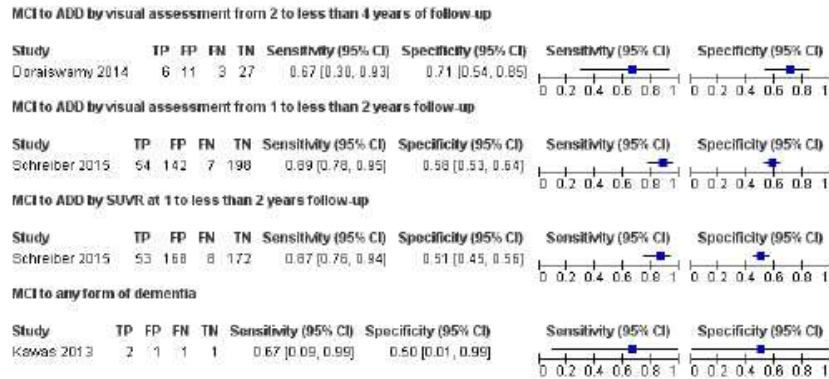 MCI to ADD by visual assessment from 2 to less than 4 years of follow-up
Study TP FP FN TN Sensitivity (95% CI) Specificity (95% CI) Sensitivity (95% CI) Specificity (95% CI)
Doraiswamy 2014 6 11 3 27 0.67 [0.30, 0.93] 0.71 [0.54, 0.85]
0 0.2 0.4 0.6 0.8 1 0 0.2 0.4 0.6 0.8 1
MCI to ADD by visual assessment from 1 to less than 2 years follow-up
Study TP FP FN TN Sensitivity (95% CI) Specificity (95% CI) Sensitivity (95% CI) Specificity (95% CI)
Schreiber 2015 54 142 7 198 0.89 [0.78, 0.95] 0.58 [0.53, 0.64]
0 0.2 0.4 0.6 0.8 1 0 0.2 0.4 0.6 0.8 1
MCI to ADD by SUVR at 1 to less than 2 years follow-up
Study TP FP FN TN Sensitivity (95% CI) Specificity (95% CI) Sensitivity (95% CI) Specificity (95% CI)
Schreiber 2015 53 168 8 172 0.87 [0.76, 0.94] 0.51 [0.45, 0.56]
0 0.2 0.4 0.6 0.8 1 0 0.2 0.4 0.6 0.8 1
MCI to any form of dementia
Study TP FP FN TN Sensitivity (95% CI) Specificity (95% CI) Sensitivity (95% CI) Specificity (95% CI)
Kawas 2013 2 1 1 1 0.67 [0.09, 0.99] 0.50 [0.01, 0.99]
0 0.2 0.4 0.6 0.8 1 0 0.2 0.4 0.6 0.8 1